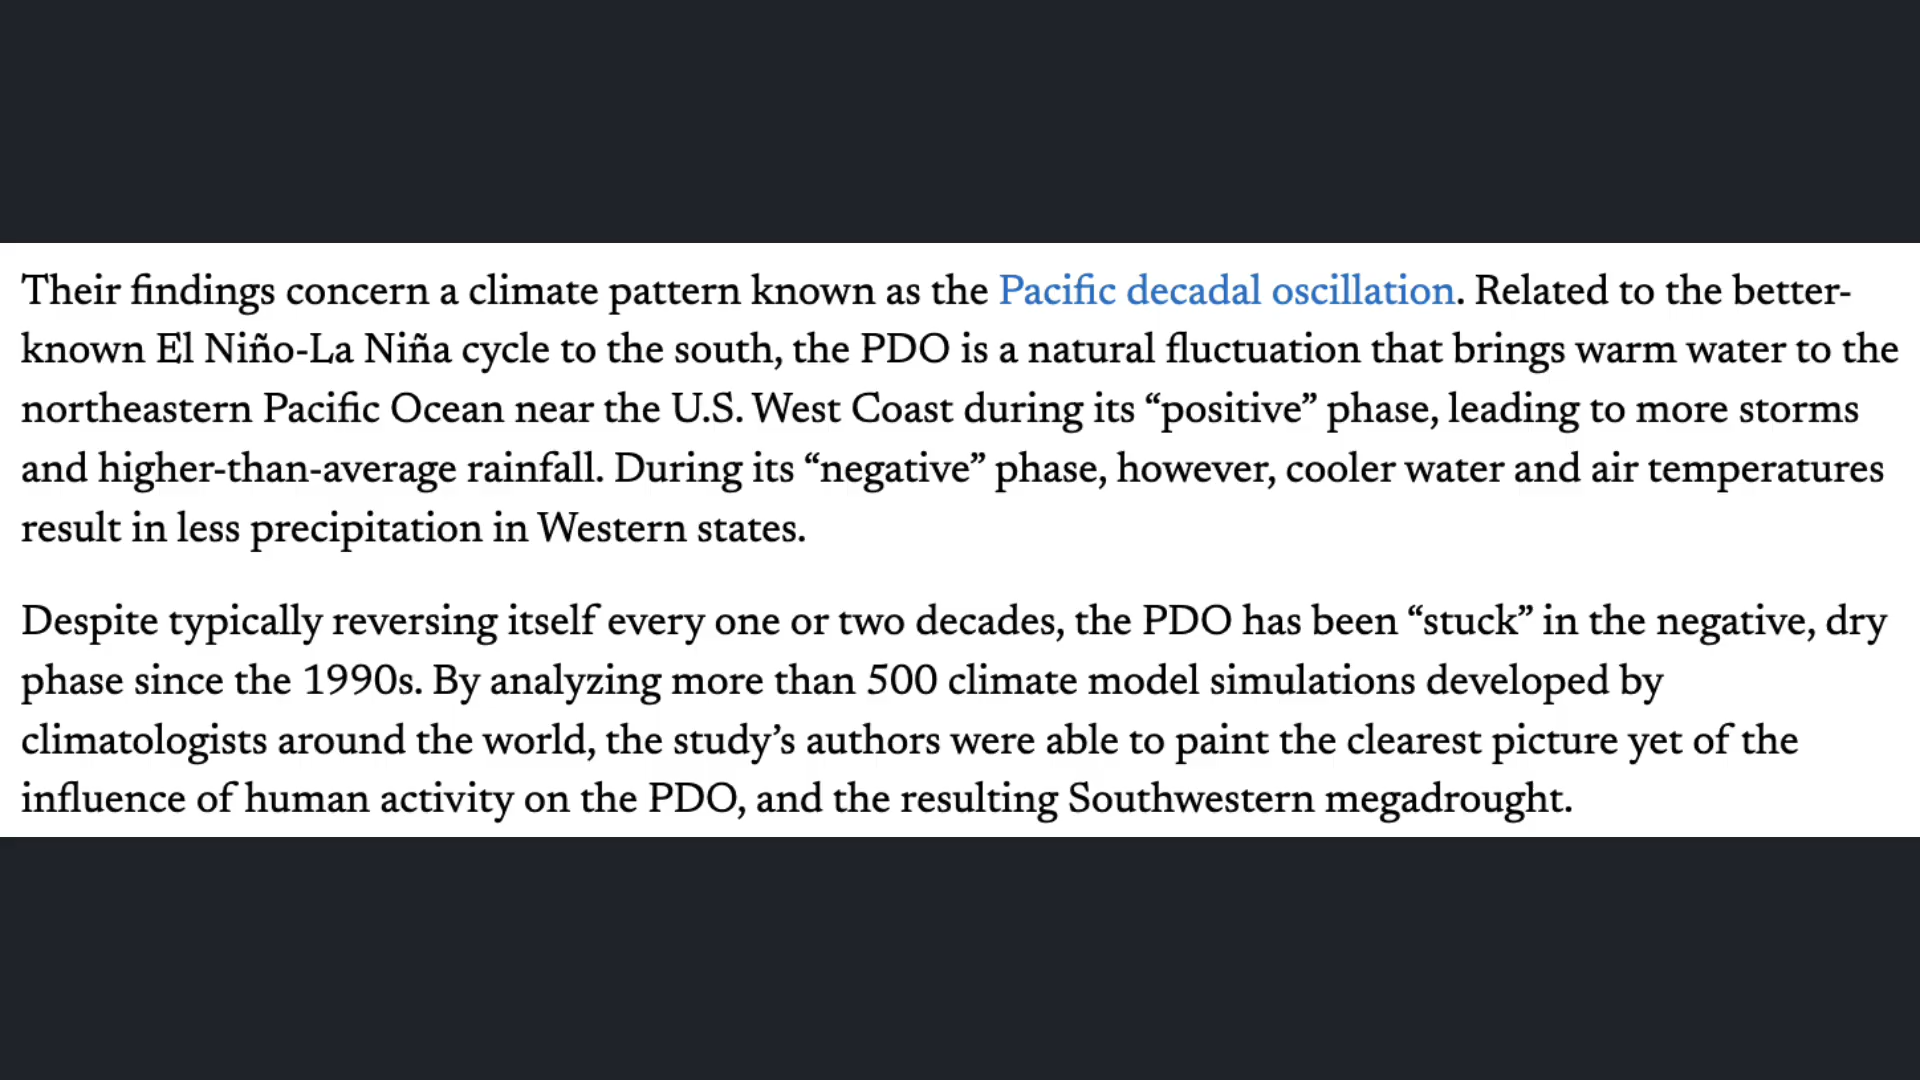 Their findings concern a climate pattern known as the Pacific decadal oscillation. Related to the better-
known El Niño-La Niña cycle to the south, the PDO is a natural fluctuation that brings warm water to the
northeastern Pacific Ocean near the U.S. West Coast during its “positive” phase, leading to more storms
and higher-than-average rainfall. During its “negative” phase, however, cooler water and air temperatures
result in less precipitation in Western states.
Despite typically reversing itself every one or two decades, the PDO has been “stuck” in the negative, dry
phase since the 1990s. By analyzing more than 500 climate model simulations developed by
climatologists around the world, the study’s authors were able to paint the clearest picture yet of the
influence of human activity on the PDO, and the resulting Southwestern megadrought.